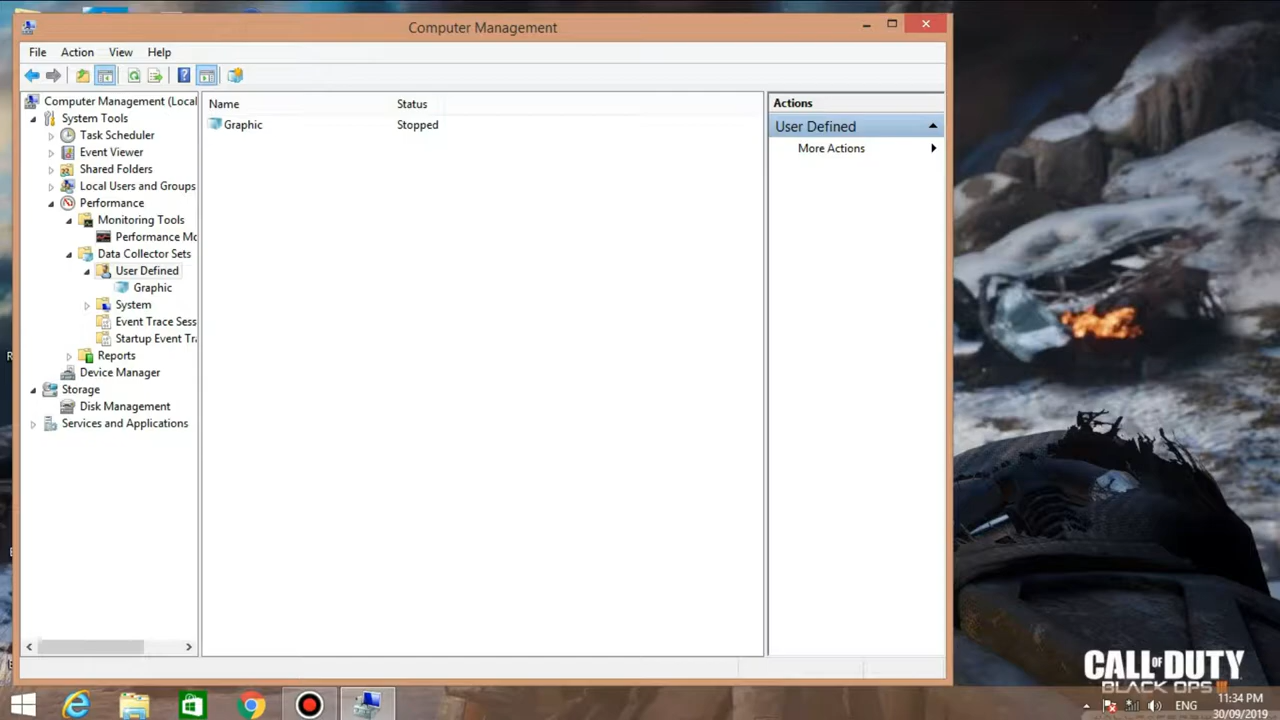 Computer Management
File Action View Help
Computer Management (Local
System Tools
Task Scheduler
Event Viewer
Shared Folders
Local Users and Groups
Performance
Monitoring Tools
Performance Mo
Data Collector Sets
User Defined
Graphic
System
Event Trace Sess
Startup Event Tra
Reports
Device Manager
Storage
Disk Management
Services and Applications
Name Status
Graphic Stopped
Actions
User Defined
More Actions
CALL OF DUTY
BLACK OPS III
ENG
11:34 PM
30/09/2019